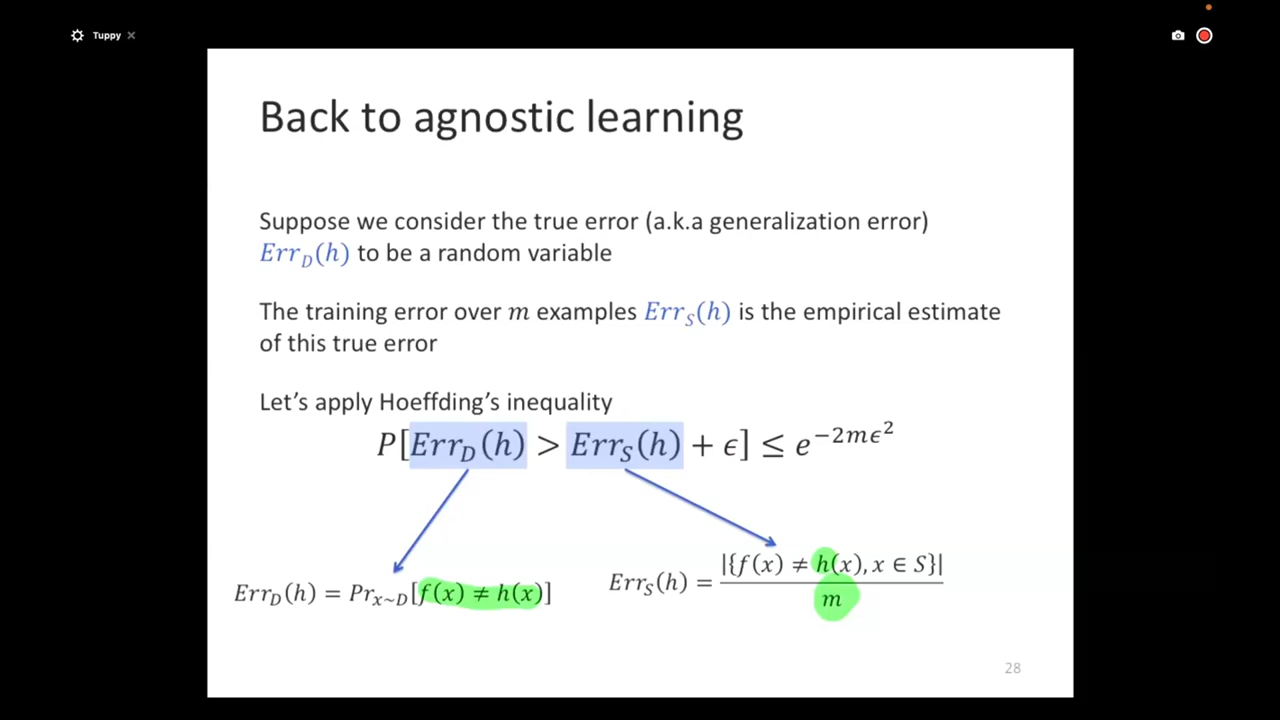 Tuppy
Back to agnostic learning
Suppose we consider the true error (a.k.a generalization error)
Err_D(h) to be a random variable
The training error over m examples Err_S(h) is the empirical estimate
of this true error
Let's apply Hoeffding's inequality
P[Err_D(h) > Err_S(h) + ϵ] ≤ e^{-2mϵ^2}
Err_D(h) = Pr_{x~D}[f(x) ≠ h(x)]
Err_S(h) = |{f(x) ≠ h(x), x ∈ S}| / m
28